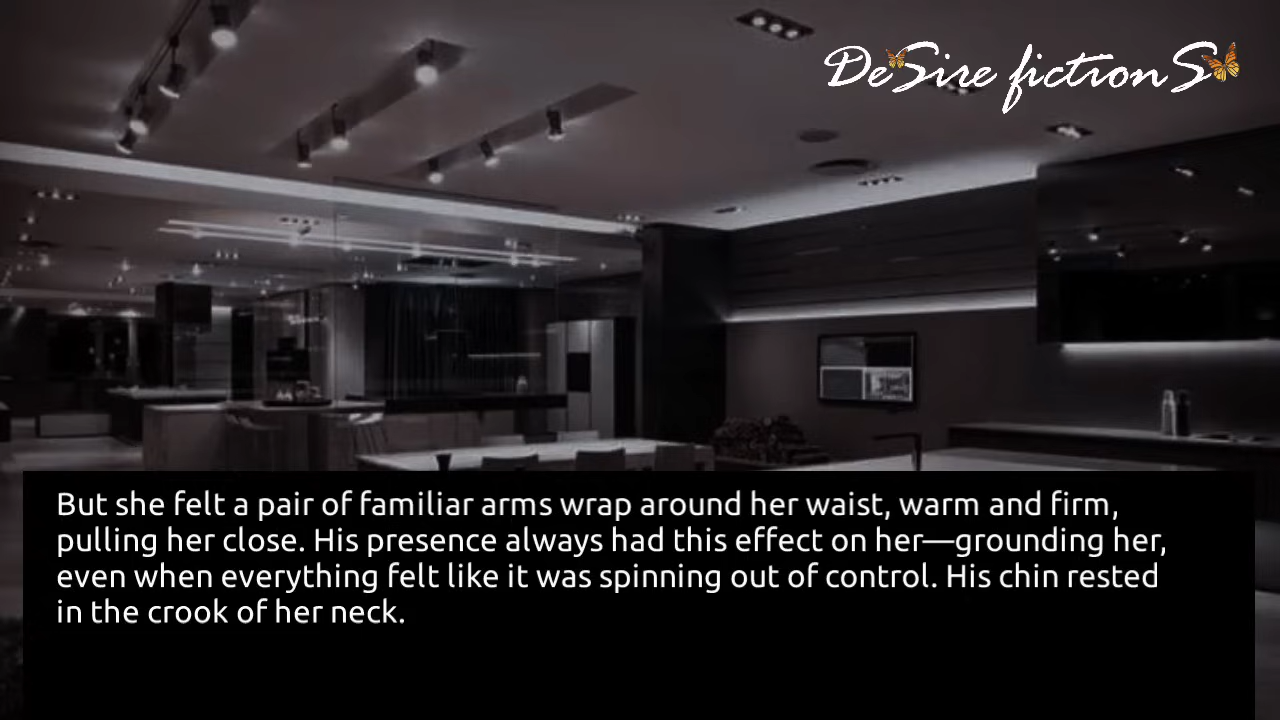 DeSire fictionS
But she felt a pair of familiar arms wrap around her waist, warm and firm,
pulling her close. His presence always had this effect on her—grounding her,
even when everything felt like it was spinning out of control. His chin rested
in the crook of her neck.